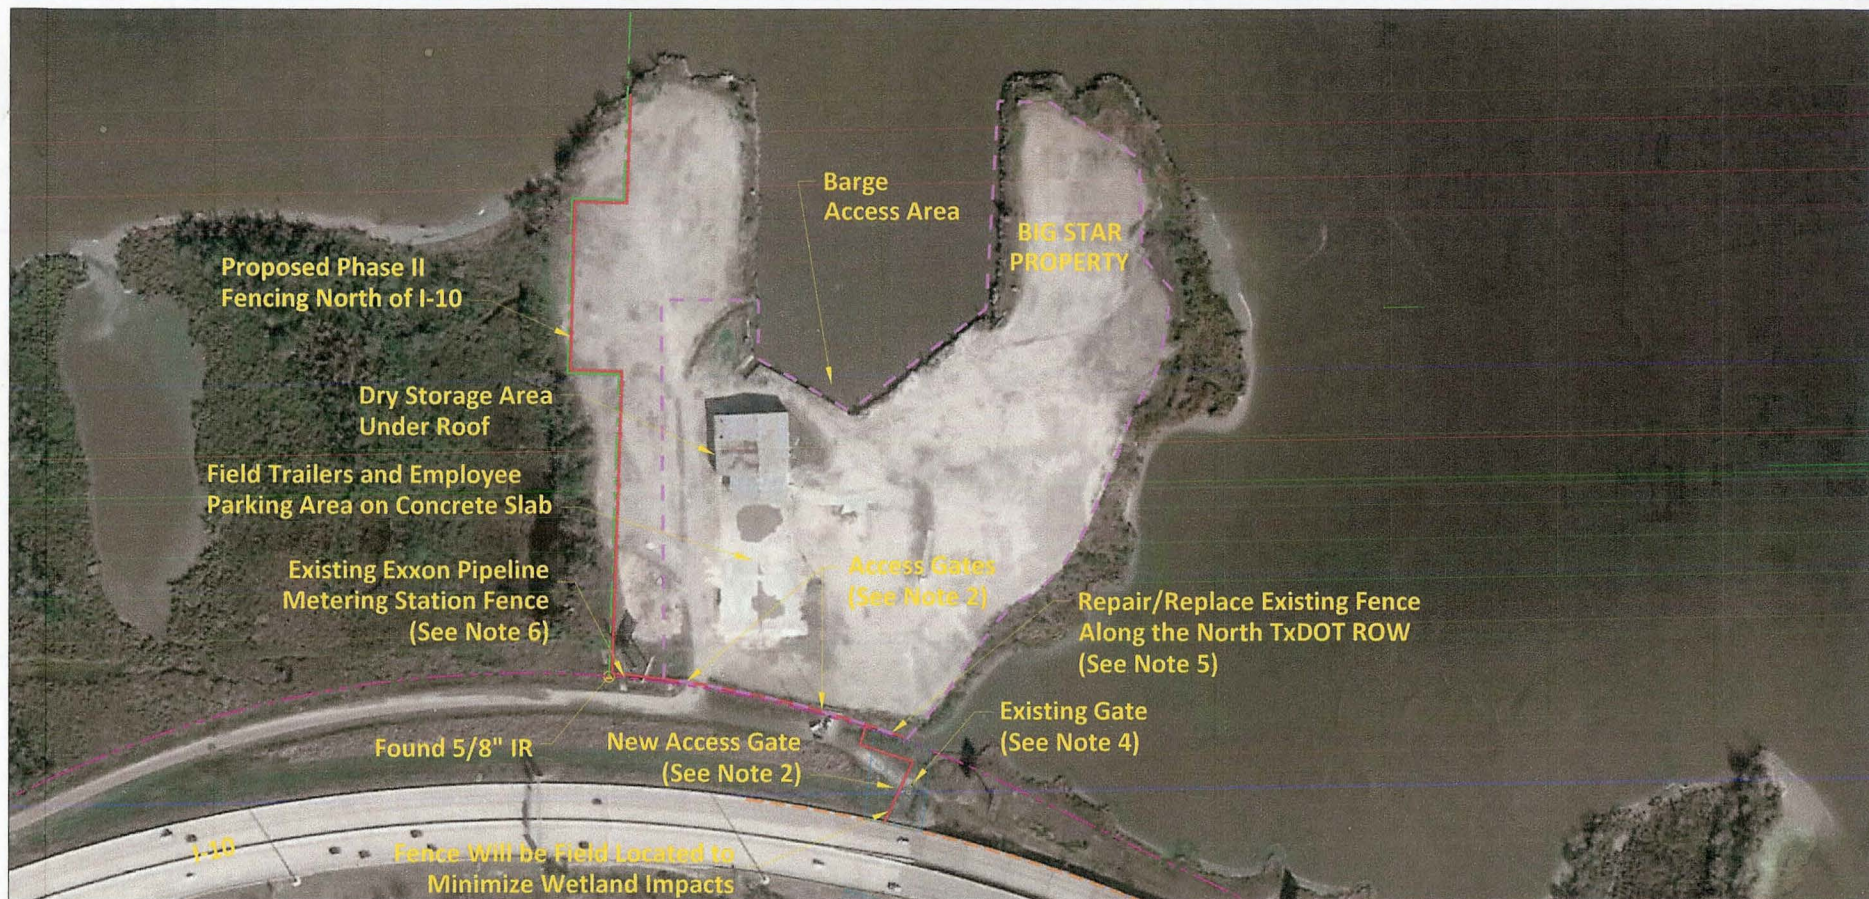 Barge
Access Area
BIG STAR
PROPERTY
Proposed Phase II
Fencing North of I-10
Dry Storage Area
Under Roof
Field Trailers and Employee
Parking Area on Concrete Slab
Existing Exxon Pipeline
Metering Station Fence
(See Note 6)
Access Gates
(See Note 2)
Repair/Replace Existing Fence
Along the North TxDOT ROW
(See Note 5)
Existing Gate
(See Note 4)
Found 5/8" IR
New Access Gate
(See Note 2)
I-10
Fence Will be Field Located to
Minimize Wetland Impacts